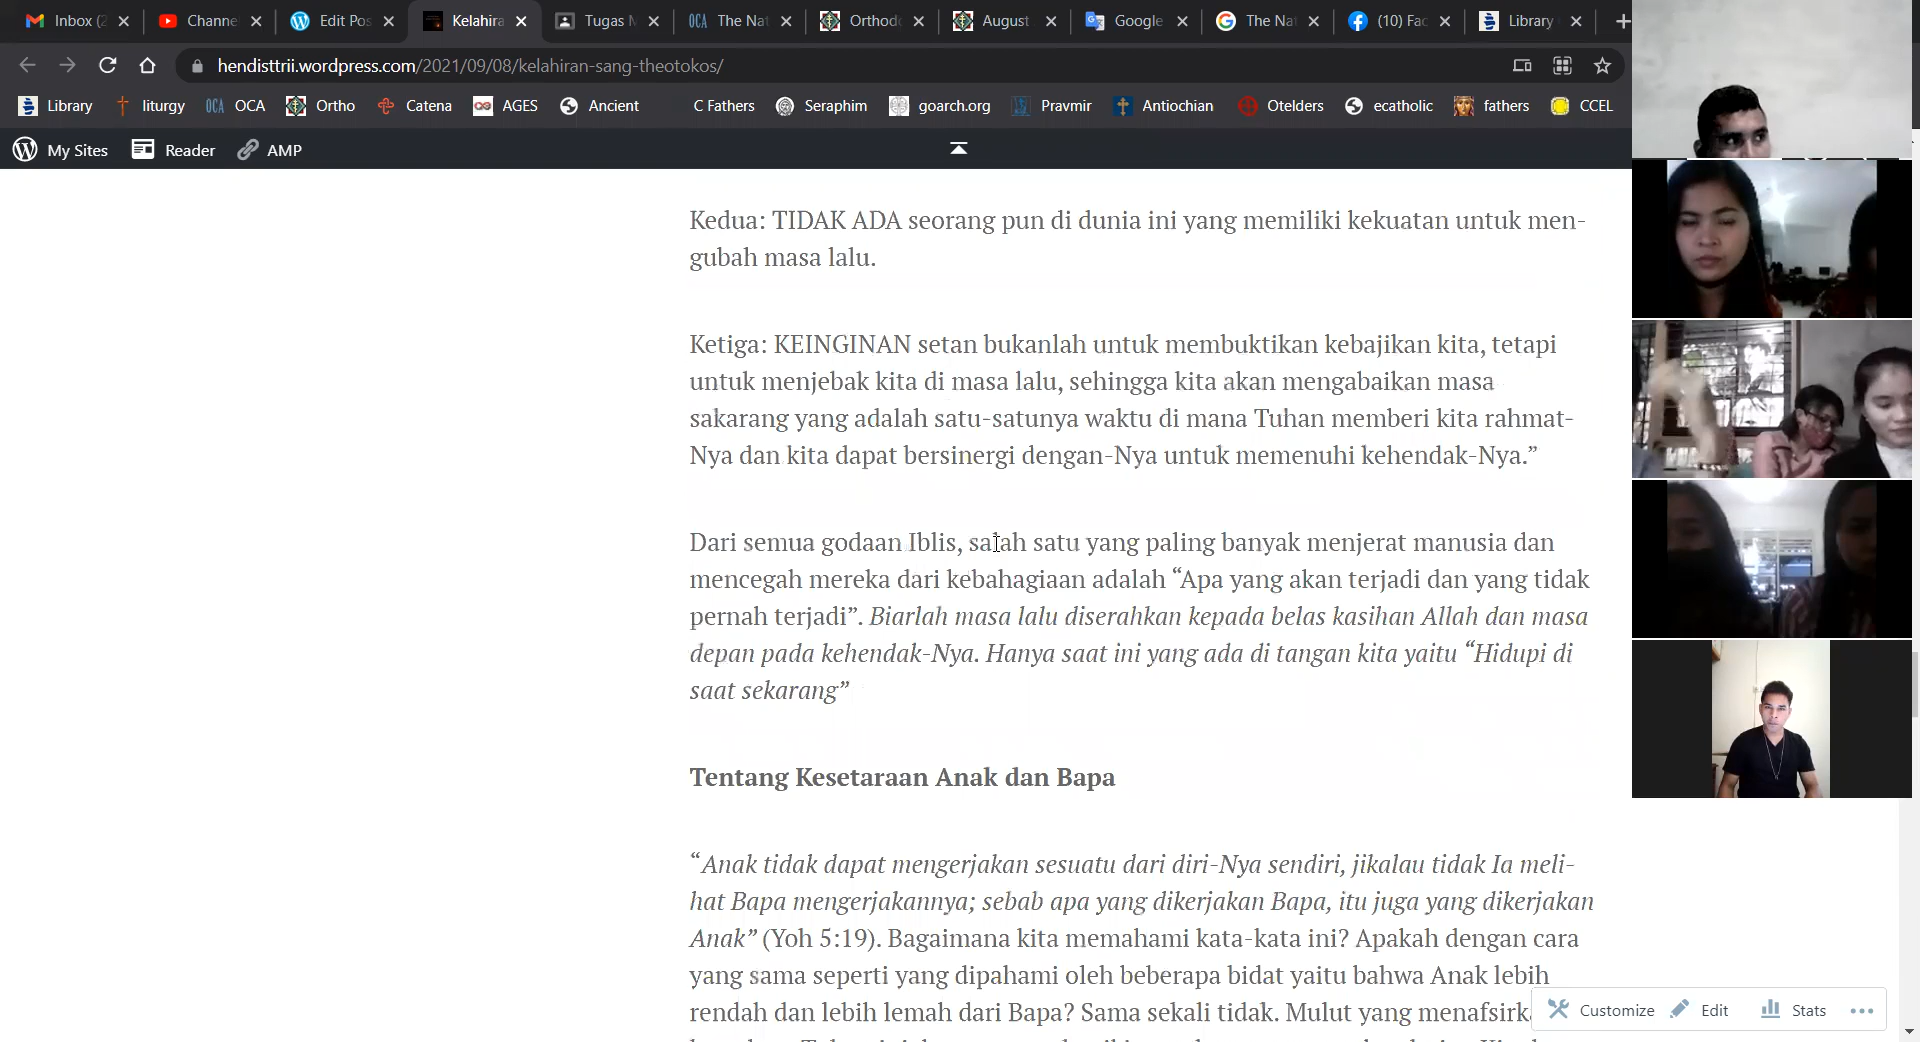 Inbox (2
Channe
Edit Pos
Kelahira
Tugas M
OCA The Nat
Orthod
August
Google
The Nat
(10) Fac
Library
hendisttrii.wordpress.com/2021/09/08/kelahiran-sang-theotokos/
Library
liturgy
OCA OCA
Ortho
Catena
AGES
Ancient
C Fathers
Seraphim
goarch.org
Pravmir
Antiochian
Otelders
ecatholic
fathers
CCEL
My Sites
Reader
AMP
Kedua: TIDAK ADA seorang pun di dunia ini yang memiliki kekuatan untuk men-
gubah masa lalu.
Ketiga: KEINGINAN setan bukanlah untuk membuktikan kebajikan kita, tetapi
untuk menjebak kita di masa lalu, sehingga kita akan mengabaikan masa
sakarang yang adalah satu-satunya waktu di mana Tuhan memberi kita rahmat-
Nya dan kita dapat bersinergi dengan-Nya untuk memenuhi kehendak-Nya.”
Dari semua godaan Iblis, salah satu yang paling banyak menjerat manusia dan
mencegah mereka dari kebahagiaan adalah “Apa yang akan terjadi dan yang tidak
pernah terjadi”. Biarlah masa lalu diserahkan kepada belas kasihan Allah dan masa
depan pada kehendak-Nya. Hanya saat ini yang ada di tangan kita yaitu “Hidupi di
saat sekarang”
Tentang Kesetaraan Anak dan Bapa
“Anak tidak dapat mengerjakan sesuatu dari diri-Nya sendiri, jikalau tidak Ia meli-
hat Bapa mengerjakannya; sebab apa yang dikerjakan Bapa, itu juga yang dikerjakan
Anak” (Yoh 5:19). Bagaimana kita memahami kata-kata ini? Apakah dengan cara
yang sama seperti yang dipahami oleh beberapa bidat yaitu bahwa Anak lebih
rendah dan lebih lemah dari Bapa? Sama sekali tidak. Mulut yang menafsirk
Customize
Edit
Stats